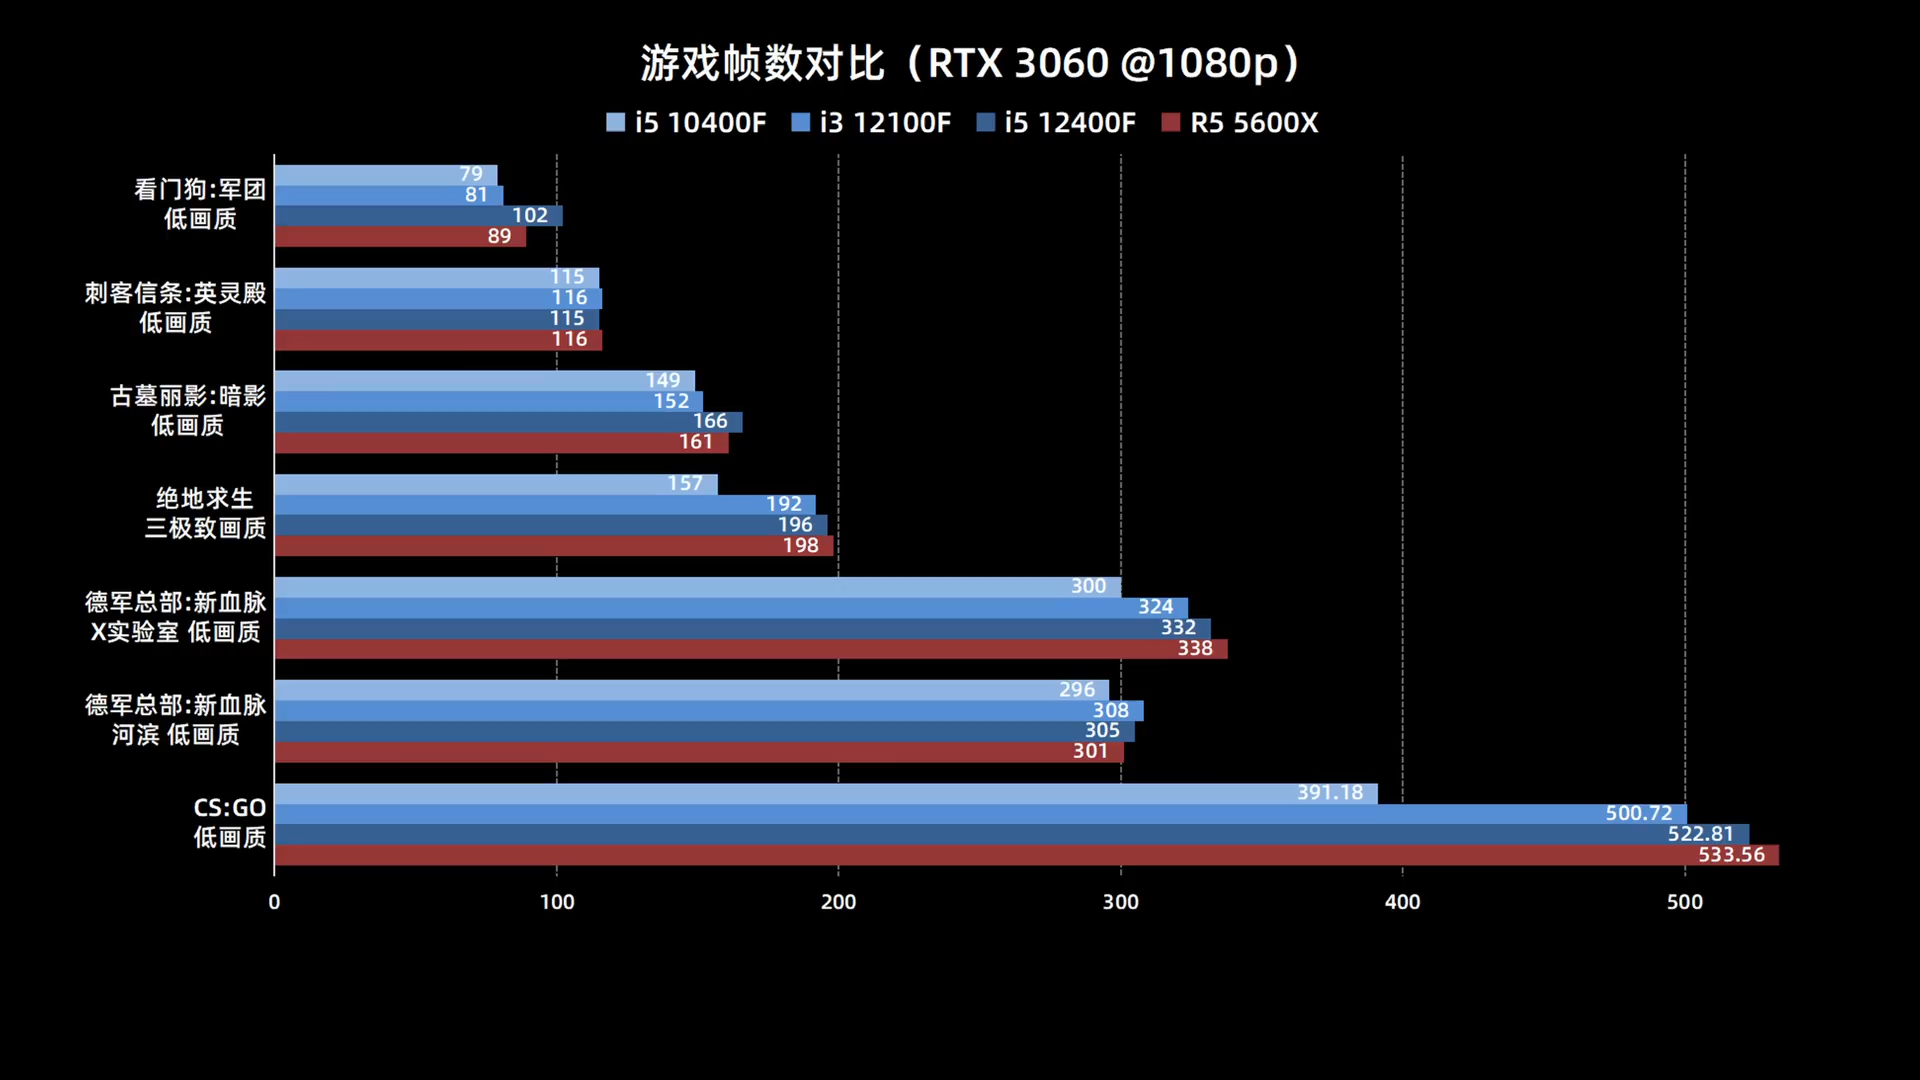 游戏帧数对比（RTX 3060 @1080p）
i5 10400F i3 12100F i5 12400F R5 5600X
看门狗:军团
低画质
79
81
102
89
刺客信条:英灵殿
低画质
115
116
115
116
古墓丽影:暗影
低画质
149
152
166
161
绝地求生
三极致画质
157
192
196
198
德军总部:新血脉
X实验室 低画质
300
324
332
338
德军总部:新血脉
河滨 低画质
296
308
305
301
CS:GO
低画质
391.18
500.72
522.81
533.56
0 100 200 300 400 500